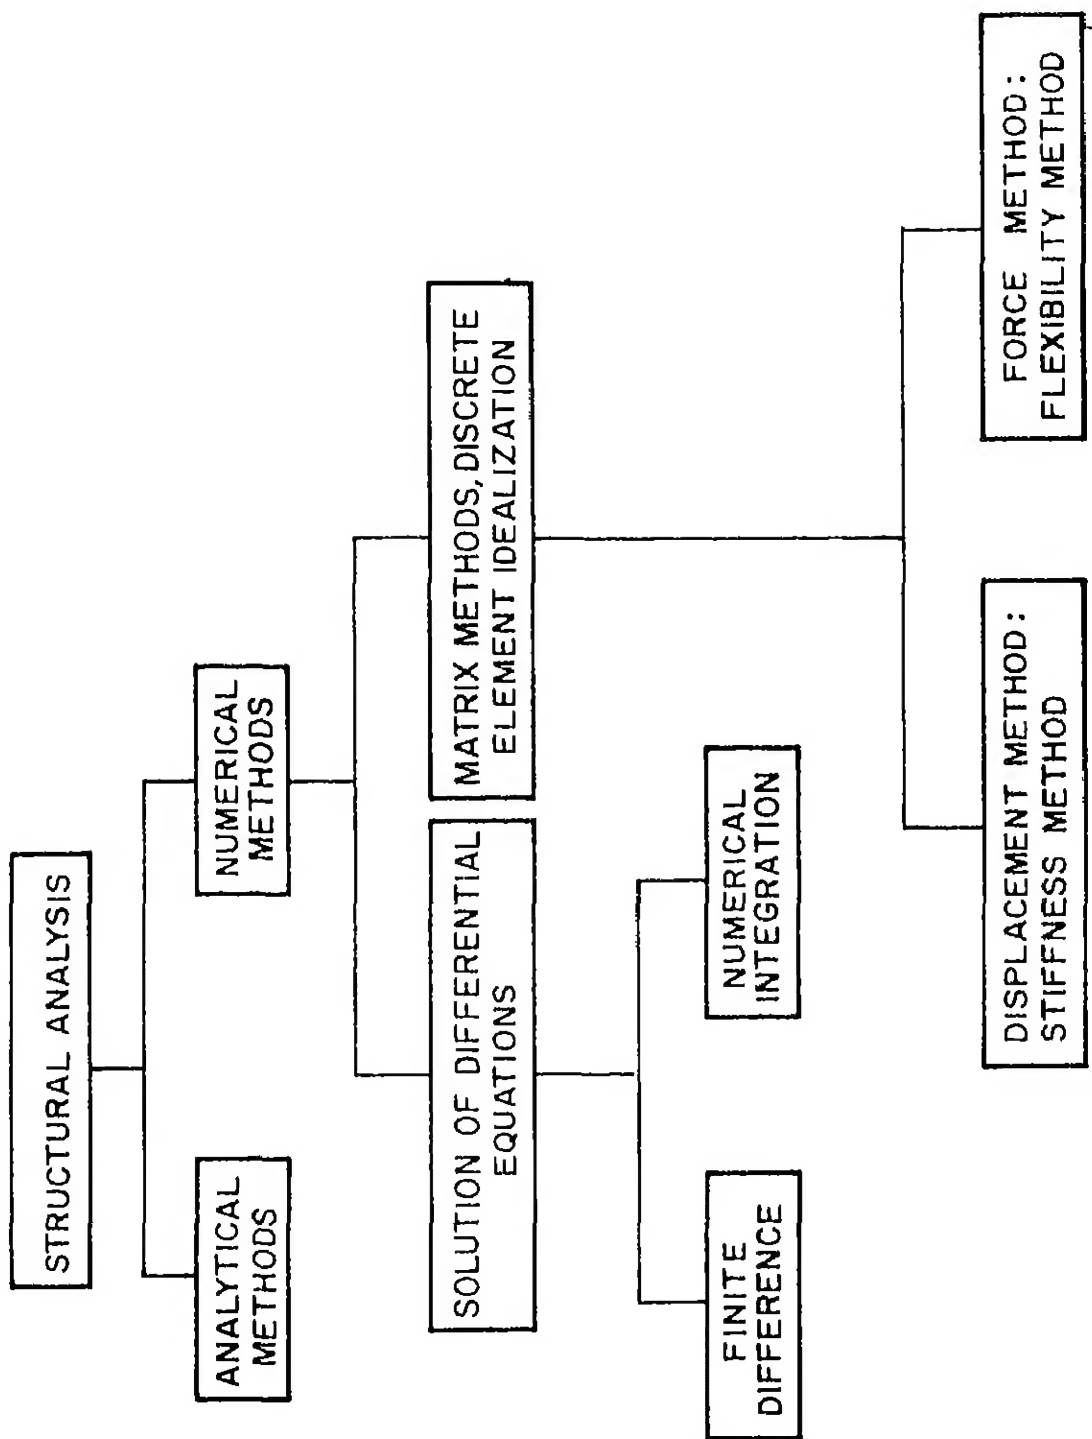 STRUCTURAL ANALYSIS
ANALYTICAL
METHODS
NUMERICAL
METHODS
SOLUTION OF DIFFERENTIAL
EQUATIONS
MATRIX METHODS, DISCRETE
ELEMENT IDEALIZATION
FINITE
DIFFERENCE
NUMERICAL
INTEGRATION
DISPLACEMENT METHOD:
STIFFNESS METHOD
FORCE METHOD:
FLEXIBILITY METHOD